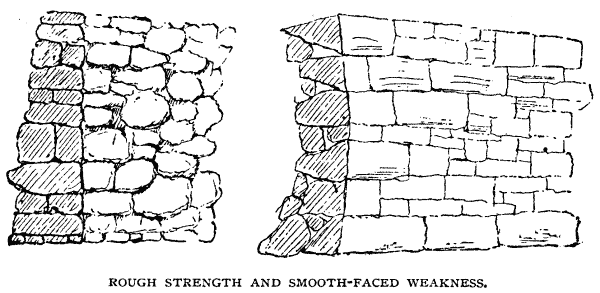 ROUGH STRENGTH AND SMOOTH-FACED WEAKNESS.